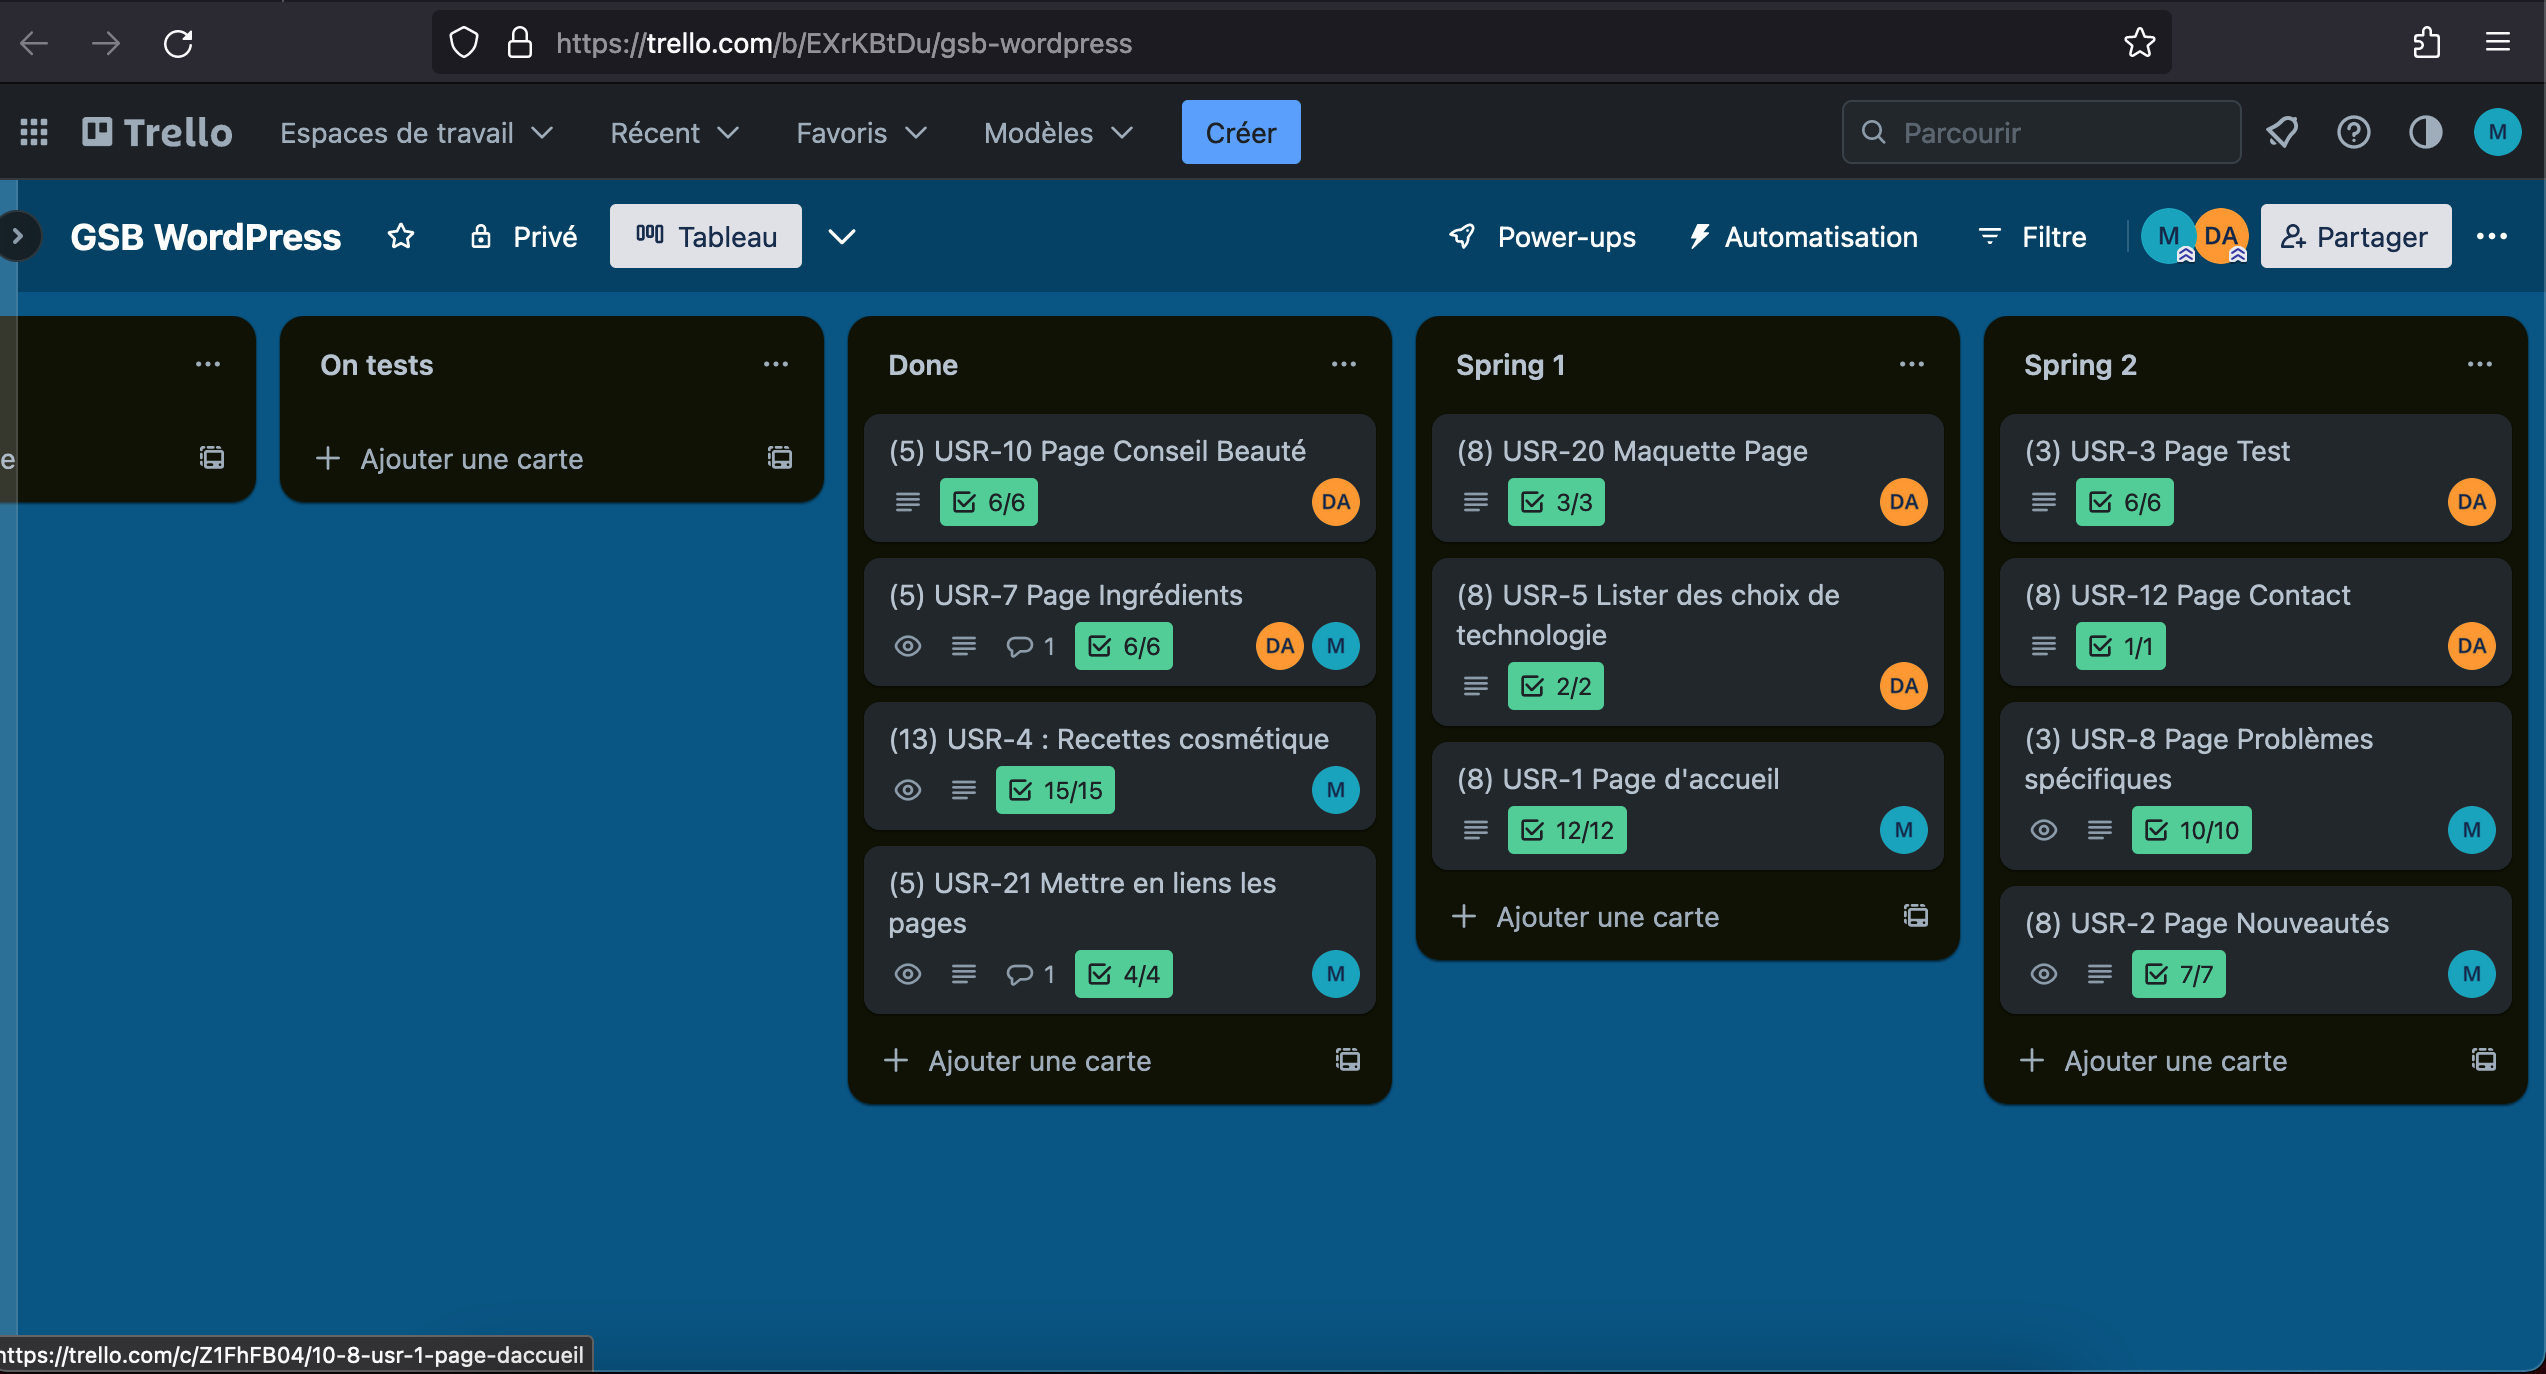 https://trello.com/b/EXrKBtDu/gsb-wordpress
Trello
Espaces de travail
Récent
Favoris
Modèles
Créer
Parcourir
M
GSB WordPress
Privé
Tableau
Power-ups
Automatisation
Filtre
M
DA
Partager
e
On tests
Ajouter une carte
Done
(5) USR-10 Page Conseil Beauté
6/6
DA
(5) USR-7 Page Ingrédients
1
6/6
DA
M
(13) USR-4 : Recettes cosmétique
15/15
M
(5) USR-21 Mettre en liens les
pages
1
4/4
M
Ajouter une carte
Spring 1
(8) USR-20 Maquette Page
3/3
DA
(8) USR-5 Lister des choix de
technologie
2/2
DA
(8) USR-1 Page d'accueil
12/12
M
Ajouter une carte
Spring 2
(3) USR-3 Page Test
6/6
DA
(8) USR-12 Page Contact
1/1
DA
(3) USR-8 Page Problèmes
spécifiques
10/10
M
(8) USR-2 Page Nouveautés
7/7
M
Ajouter une carte
https://trello.com/c/Z1FhFB04/10-8-usr-1-page-daccueil